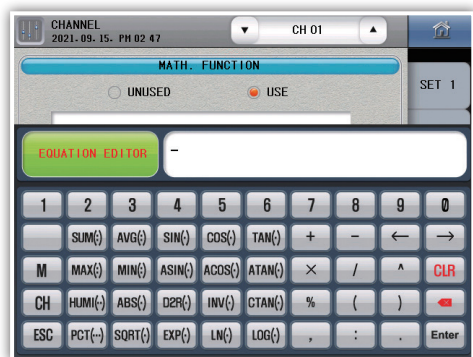 CHANNEL
2021. 09. 15. PM 02 47
▼ CH 01 ▲
MATH. FUNCTION
UNUSED USE
SET 1
EQUATION EDITOR
–
1 2 3 4 5 6 7 8 9 0
SUM(:) AVG(:) SIN(·) COS(·) TAN(·) + − ← →
M MAX(:) MIN(:) ASIN(·) ACOS(·) ATAN(·) × / ^ CLR
CH HUMI(··) ABS(·) D2R(·) INV(·) CTAN(·) % ( )
ESC PCT(···) SQRT(·) EXP(·) LN(·) LOG(·) , : . Enter